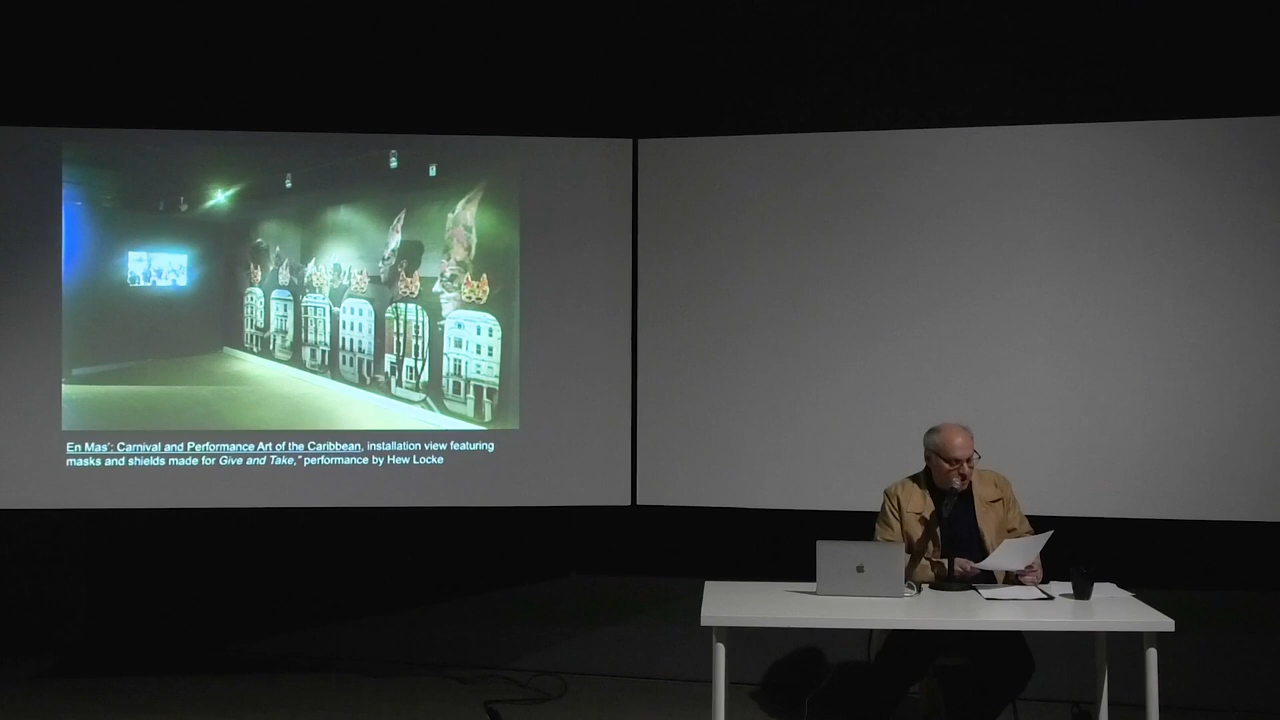 En Mas': Carnival and Performance Art of the Caribbean, installation view featuring
masks and shields made for Give and Take," performance by Hew Locke